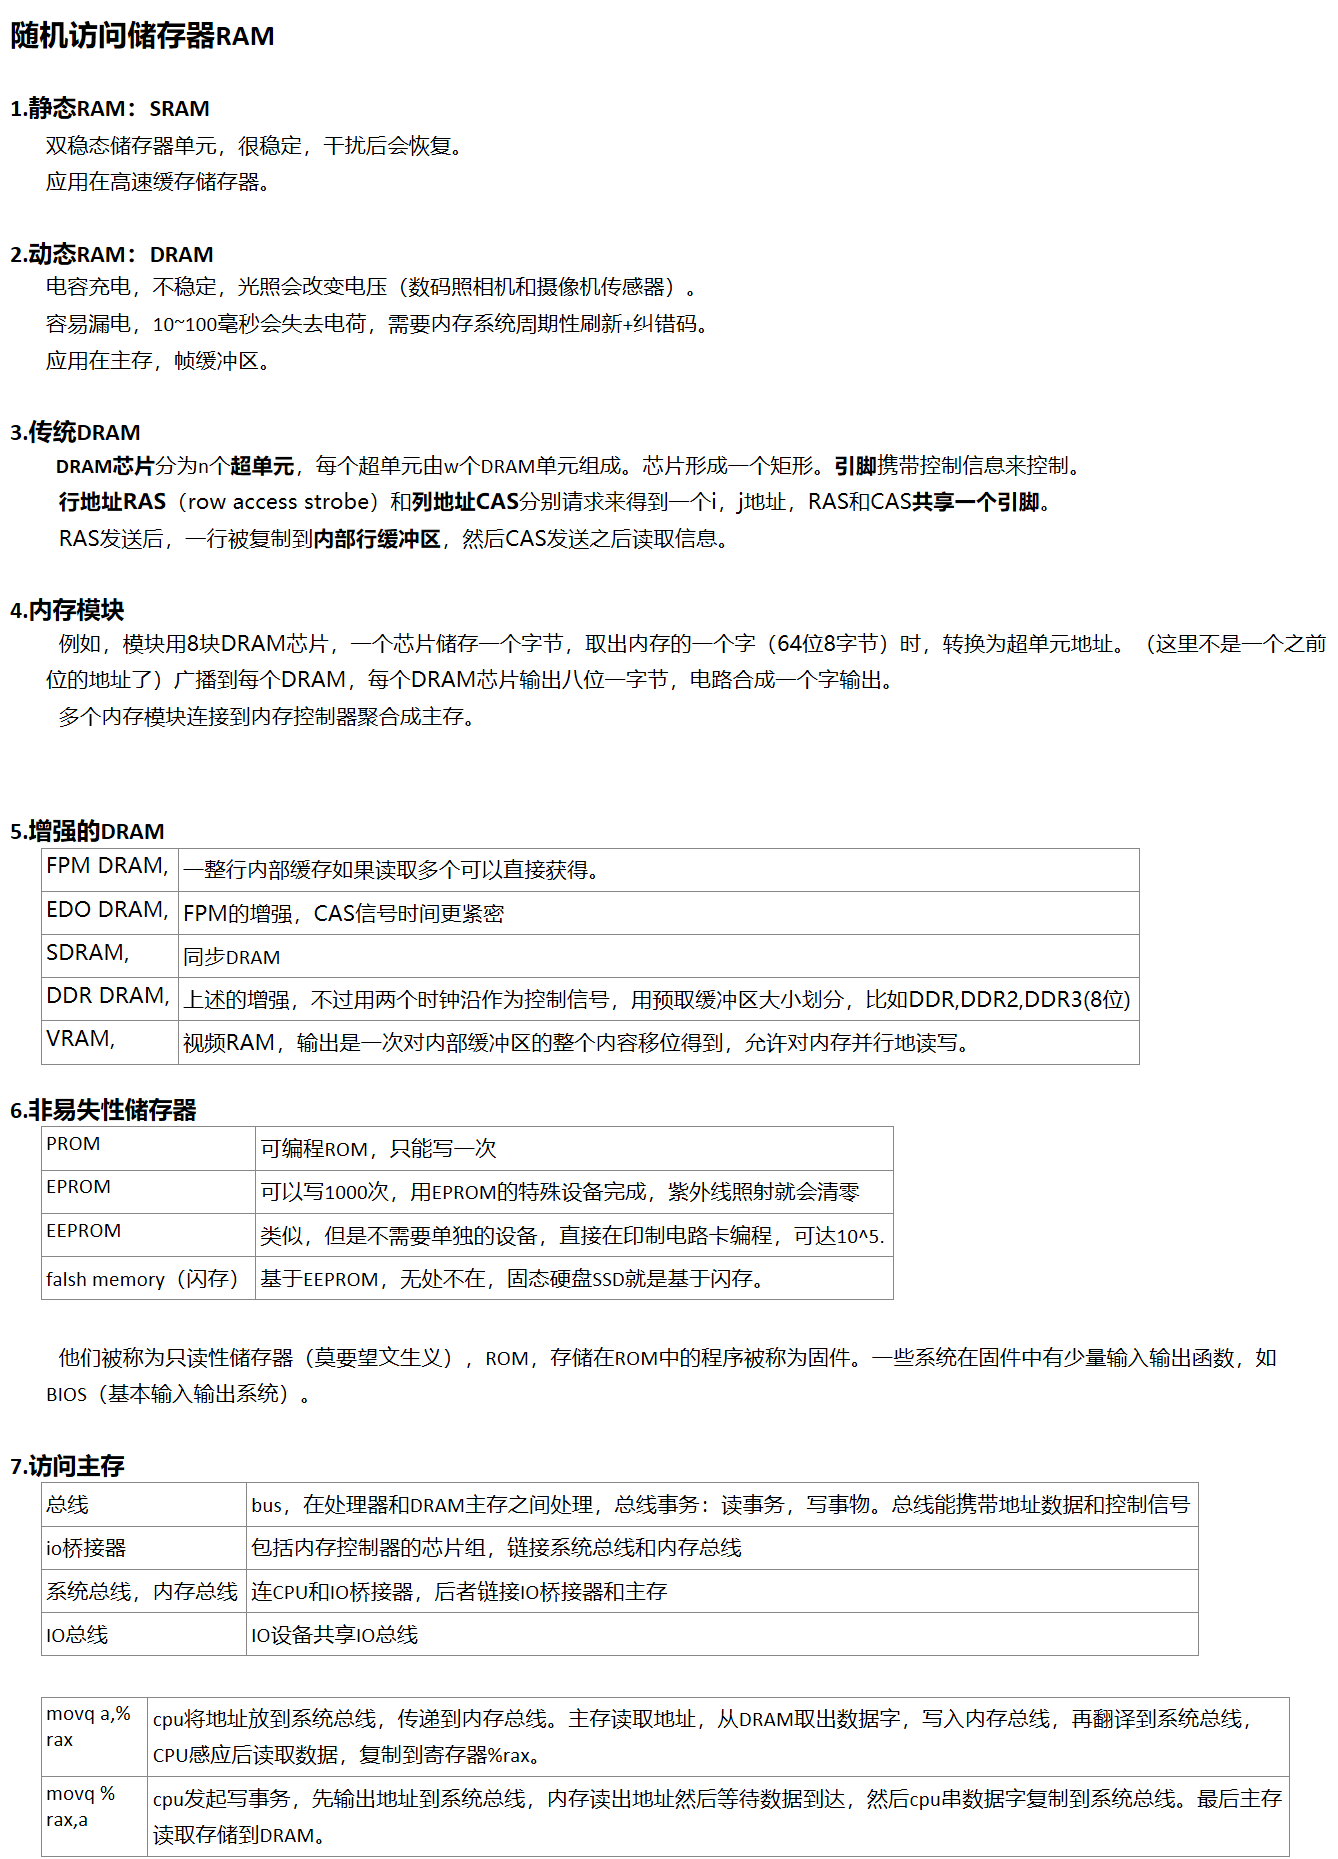 随机访问储存器RAM
1.静态RAM：SRAM
双稳态储存器单元，很稳定，干扰后会恢复。
应用在高速缓存储存器。
2.动态RAM：DRAM
电容充电，不稳定，光照会改变电压（数码照相机和摄像机传感器）。
容易漏电，10~100毫秒会失去电荷，需要内存系统周期性刷新+纠错码。
应用在主存，帧缓冲区。
3.传统DRAM
DRAM芯片分为n个超单元，每个超单元由w个DRAM单元组成。芯片形成一个矩形。引脚携带控制信息来控制。
行地址RAS（row access strobe）和列地址CAS分别请求来得到一个i，j地址，RAS和CAS共享一个引脚。
RAS发送后，一行被复制到内部行缓冲区，然后CAS发送之后读取信息。
4.内存模块
例如，模块用8块DRAM芯片，一个芯片储存一个字节，取出内存的一个字（64位8字节）时，转换为超单元地址。（这里不是一个之前
位的地址了）广播到每个DRAM，每个DRAM芯片输出八位一字节，电路合成一个字输出。
多个内存模块连接到内存控制器聚合成主存。
5.增强的DRAM
FPM DRAM, 一整行内部缓存如果读取多个可以直接获得。
EDO DRAM, FPM的增强，CAS信号时间更紧密
SDRAM, 同步DRAM
DDR DRAM, 上述的增强，不过用两个时钟沿作为控制信号，用预取缓冲区大小划分，比如DDR,DDR2,DDR3(8位)
VRAM, 视频RAM，输出是一次对内部缓冲区的整个内容移位得到，允许对内存并行地读写。
6.非易失性储存器
PROM 可编程ROM，只能写一次
EPROM 可以写1000次，用EPROM的特殊设备完成，紫外线照射就会清零
EEPROM 类似，但是不需要单独的设备，直接在印制电路卡编程，可达10^5.
falsh memory（闪存） 基于EEPROM，无处不在，固态硬盘SSD就是基于闪存。
他们被称为只读性储存器（莫要望文生义），ROM，存储在ROM中的程序被称为固件。一些系统在固件中有少量输入输出函数，如
BIOS（基本输入输出系统）。
7.访问主存
总线 bus，在处理器和DRAM主存之间处理，总线事务：读事务，写事物。总线能携带地址数据和控制信号
io桥接器 包括内存控制器的芯片组，链接系统总线和内存总线
系统总线，内存总线 连CPU和IO桥接器，后者链接IO桥接器和主存
IO总线 IO设备共享IO总线
movq a,%
rax
cpu将地址放到系统总线，传递到内存总线。主存读取地址，从DRAM取出数据字，写入内存总线，再翻译到系统总线，
CPU感应后读取数据，复制到寄存器%rax。
movq %
rax,a
cpu发起写事务，先输出地址到系统总线，内存读出地址然后等待数据到达，然后cpu串数据字复制到系统总线。最后主存
读取存储到DRAM。